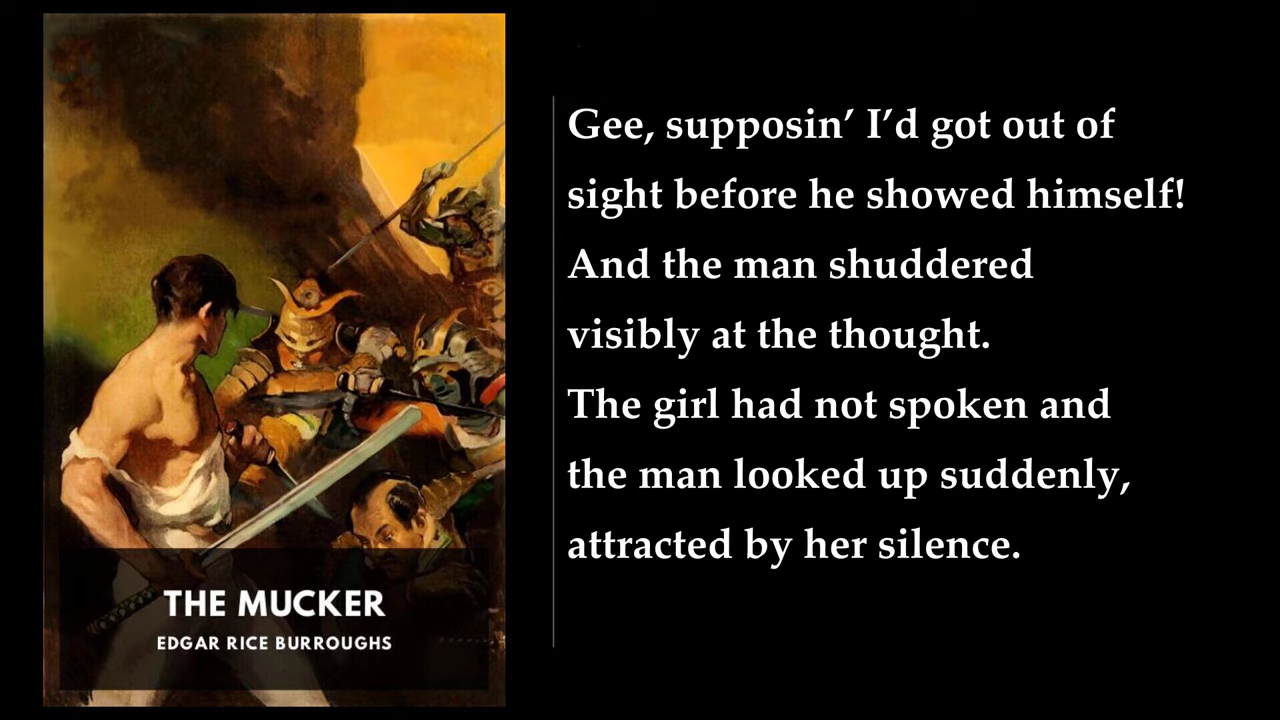 THE MUCKER
EDGAR RICE BURROUGHS
Gee, supposin’ I’d got out of
sight before he showed himself!
And the man shuddered
visibly at the thought.
The girl had not spoken and
the man looked up suddenly,
attracted by her silence.